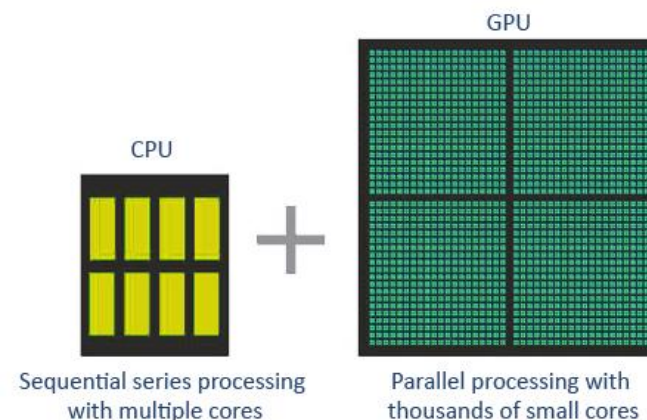 GPU
CPU
Sequential series processing
with multiple cores
Parallel processing with
thousands of small cores